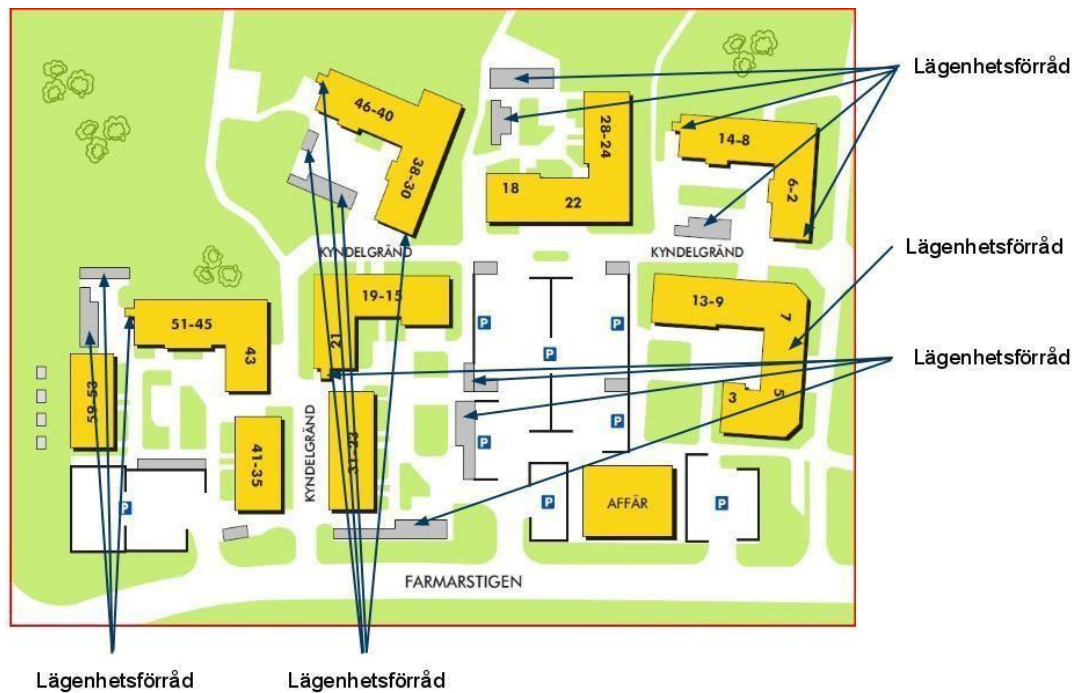 Lägenhetsförråd
46-40
28-24
14-8
38-30
18
22
6-2
KYNDELGRÄND
KYNDELGRÄND
Lägenhetsförråd
19-15
13-9
51-45
P
P
7
21
43
P
Lägenhetsförråd
59-53
3
5
KYNDELGRÄND
41-35
P
P
P
P
P
AFFÄR
FARMARSTIGEN
Lägenhetsförråd
Lägenhetsförråd